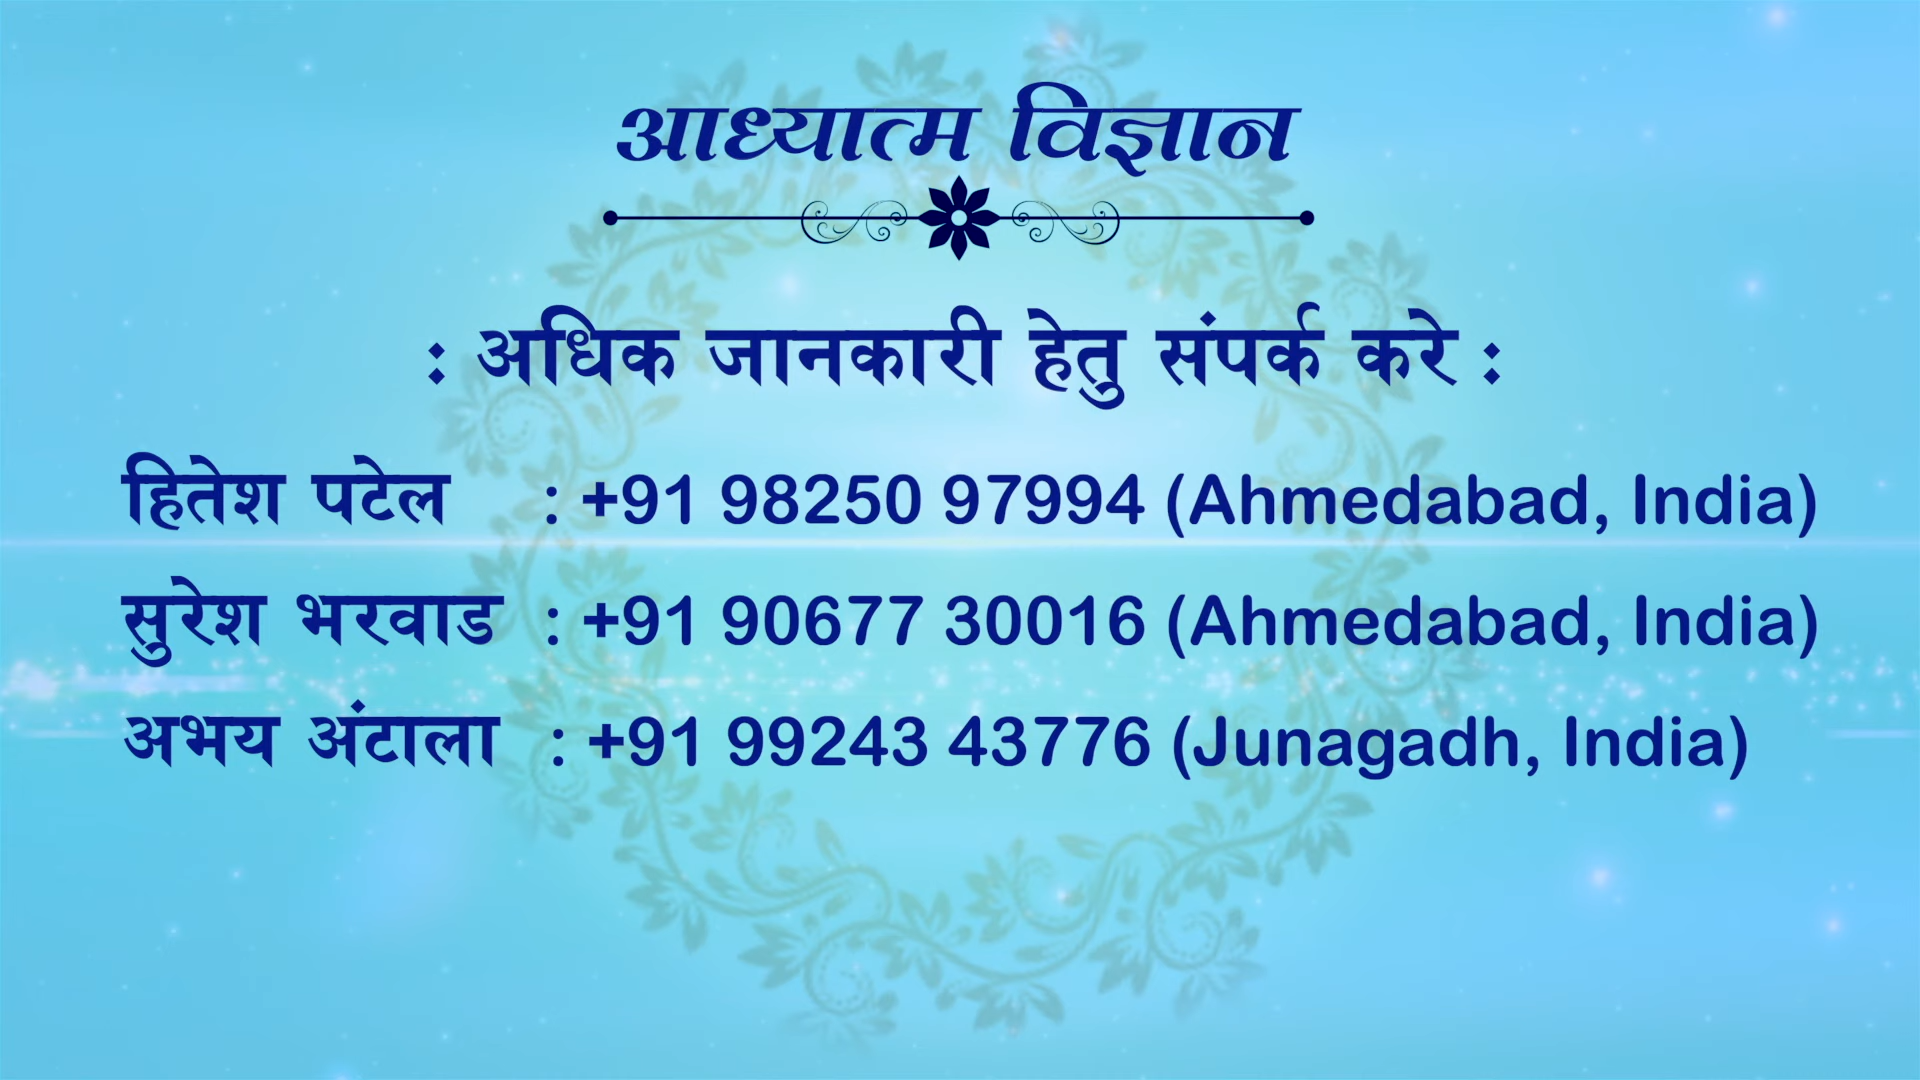 आध्यात्म विज्ञान
: अधिक जानकारी हेतु संपर्क करे :
हितेश पटेल : +91 98250 97994 (Ahmedabad, India)
सुरेश भरवाड : +91 90677 30016 (Ahmedabad, India)
अभय अंटाला : +91 99243 43776 (Junagadh, India)